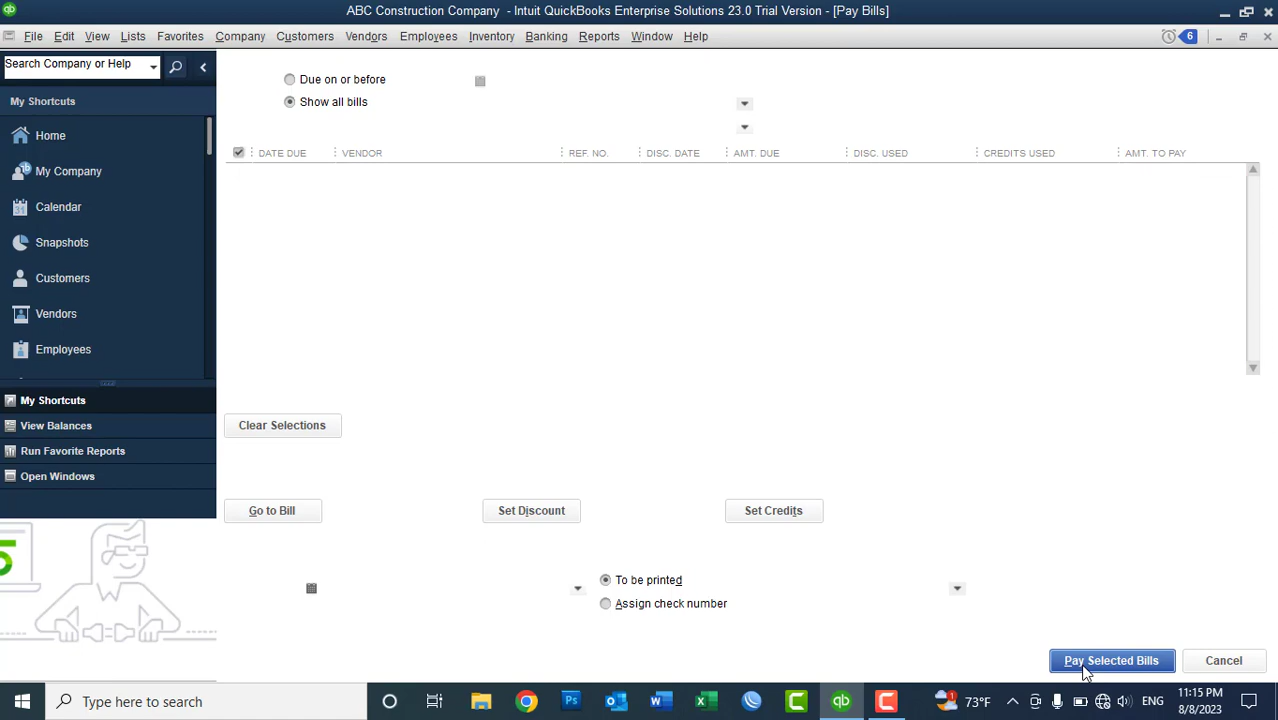 ABC Construction Company - Intuit QuickBooks Enterprise Solutions 23.0 Trial Version - [Pay Bills]
File Edit View Lists Favorites Company Customers Vendors Employees Inventory Banking Reports Window Help 6
Search Company or Help
My Shortcuts
Home
My Company
Calendar
31
Snapshots
Customers
Vendors
Employees
My Shortcuts
View Balances
Run Favorite Reports
Open Windows
Due on or before
Show all bills
DATE DUE VENDOR REF. NO. DISC. DATE AMT. DUE DISC. USED CREDITS USED AMT. TO PAY
Clear Selections
Go to Bill Set Discount Set Credits
To be printed
Assign check number
Pay Selected Bills Cancel
Type here to search
1 73°F ENG 11:15 PM
8/8/2023